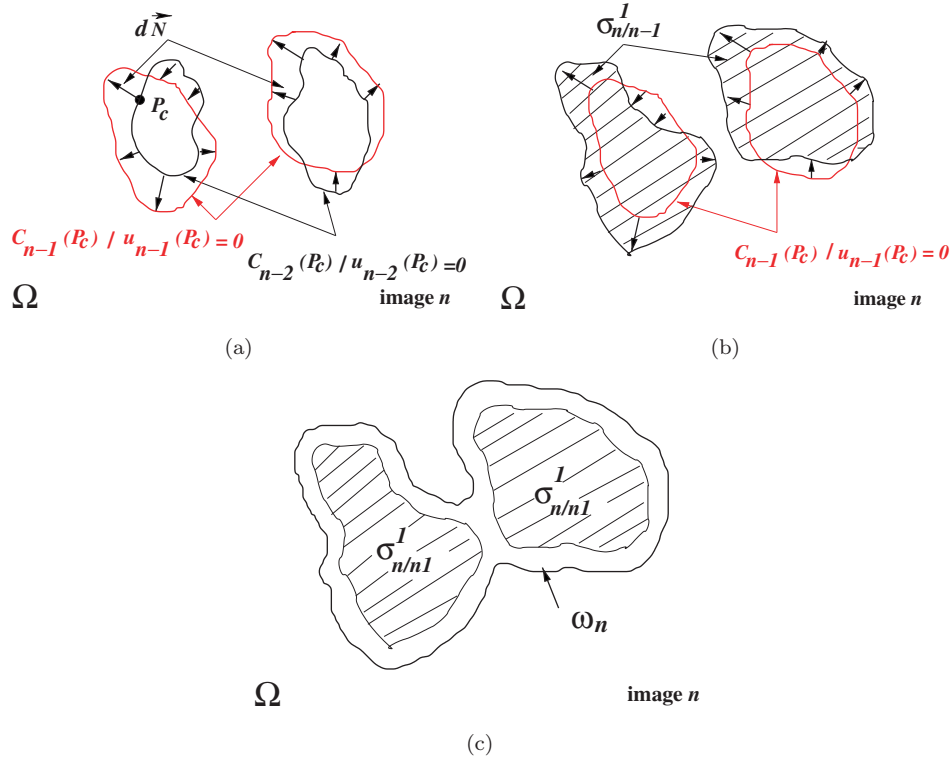 d N⃗
P_c
C_{n−1} (P_c) / u_{n−1} (P_c) = 0
C_{n−2} (P_c) / u_{n−2} (P_c) =0
Ω
image n
(a)
σ^1_{n/n−1}
C_{n−1} (P_c) / u_{n−1}(P_c) = 0
Ω
image n
(b)
σ^1_{n/n1}
σ^1_{n/n1}
ω_n
Ω
image n
(c)